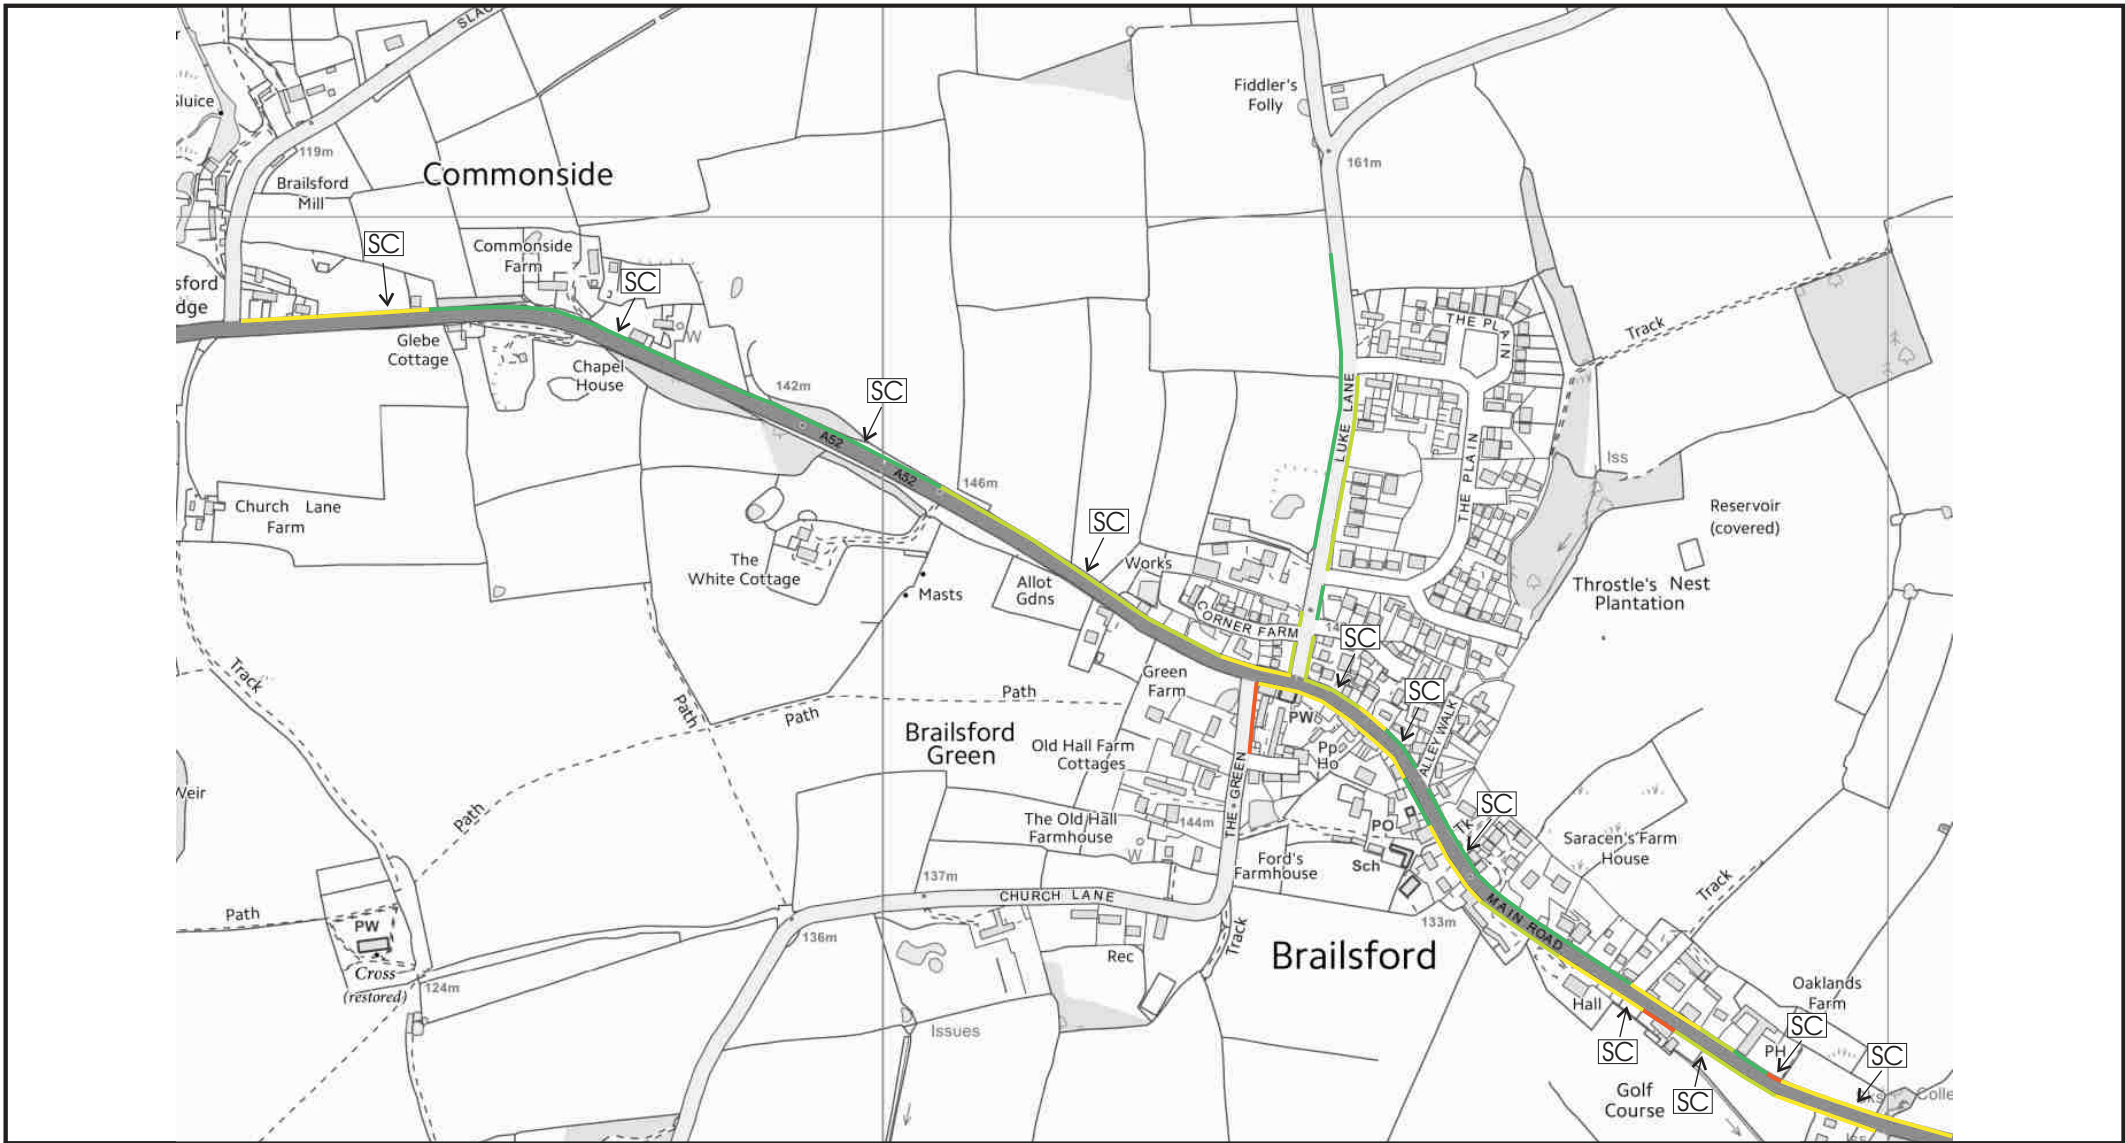 SLACK
Sluice
119m
Brailsford
Mill
Commonside
Fiddler's
Folly
161m
SC
Commonside
Farm
SC
sford
dge
Glebe
Cottage
Chapel
House
W
142m
SC
A52
A52
146m
THE PLAIN
Track
LUKE LANE
THE PLAIN
Iss
Church Lane
Farm
Reservoir
(covered)
The
White Cottage
Masts
Allot
Gdns
SC
Works
Throstle's Nest
Plantation
CORNER FARM
SC
Track
Path
Path
Path
Green
Farm
PW
SC
ALLEY WALK
Brailsford
Green
Old Hall Farm
Cottages
Pp
Ho
THE GREEN
Weir
Path
The Old Hall
Farmhouse
W
144m
PO
Tk
SC
Sch
Ford's
Farmhouse
Saracen's Farm
House
137m
CHURCH LANE
Path
PW
Cross
(restored)
136m
124m
Track
133m
MAIN ROAD
Track
Rec
Brailsford
Issues
Hall
SC
Oaklands
Farm
SC
PH
SC
SC
Golf
Course
ks
Colle
Iss